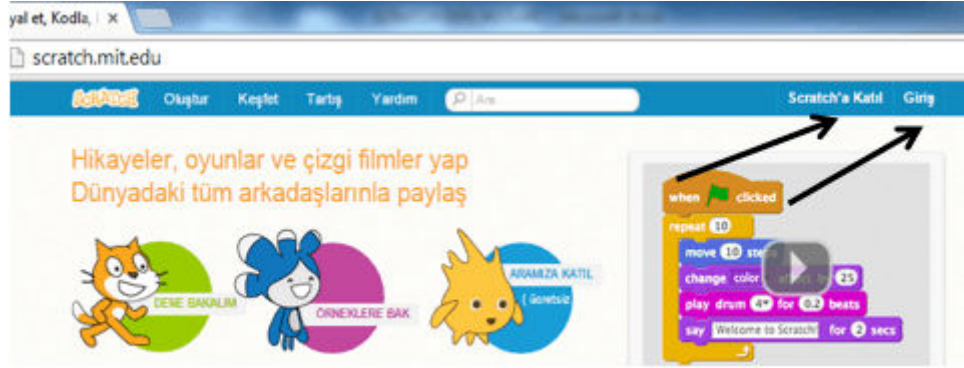 yal et, Kodla,
scratch.mit.edu
SCRATCH Oluştur Keşfet Tartış Yardım Ara Scratch'a Katıl Giriş
Hikayeler, oyunlar ve çizgi filmler yap
Dünyadaki tüm arkadaşlarınla paylaş
DENE BAKALIM
ÖRNEKLERE BAK
ARAMIZA KATIL
( ücretsiz
when clicked
repeat 10
move 10 steps
change color by 25
play drum 4 for 0.2 beats
say Welcome to Scratch! for 2 secs